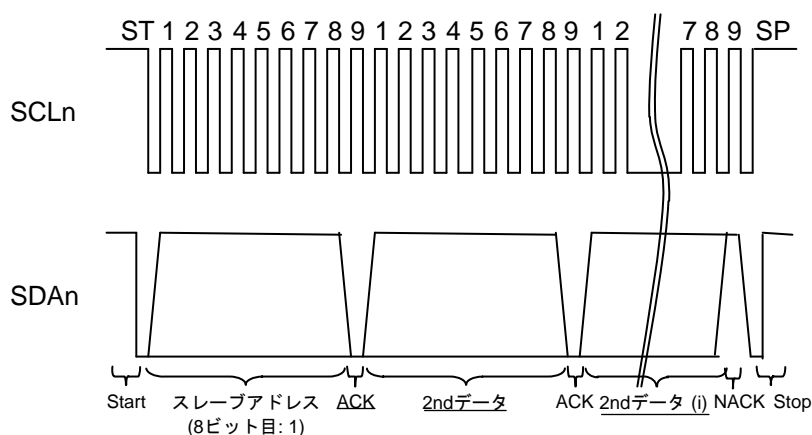 ST 1 2 3 4 5 6 7 8 9 1 2 3 4 5 6 7 8 9 1 2 7 8 9 SP
SCLn
SDAn
Start スレーブアドレス ACK 2ndデータ ACK 2ndデータ (i) NACK Stop
(8ビット目: 1)